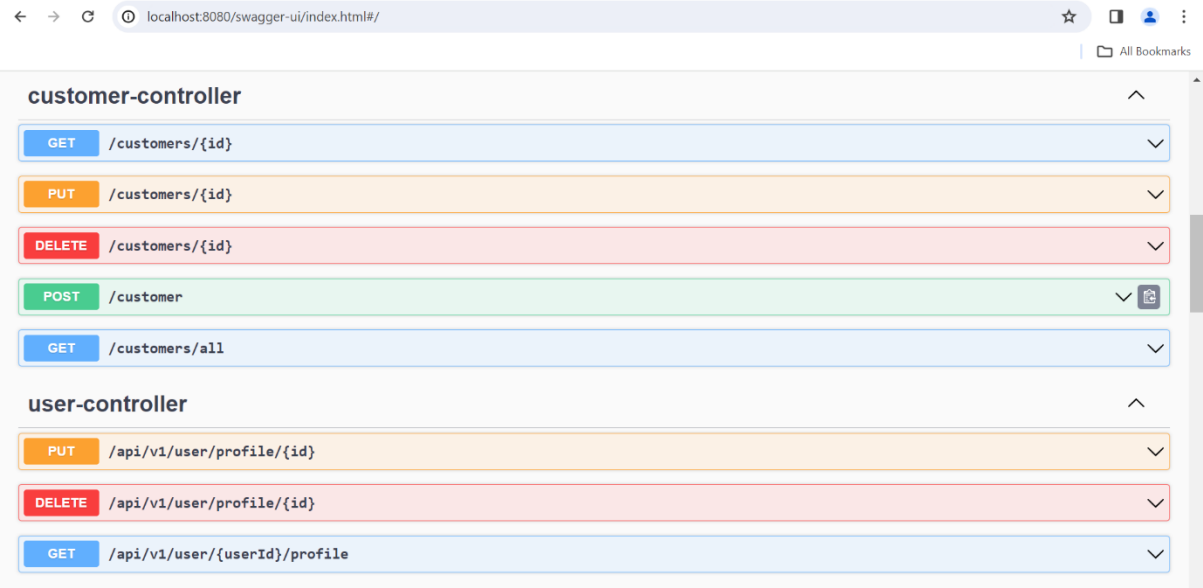 localhost:8080/swagger-ui/index.html#/
All Bookmarks
customer-controller
GET /customers/{id}
PUT /customers/{id}
DELETE /customers/{id}
POST /customer
GET /customers/all
user-controller
PUT /api/v1/user/profile/{id}
DELETE /api/v1/user/profile/{id}
GET /api/v1/user/{userId}/profile